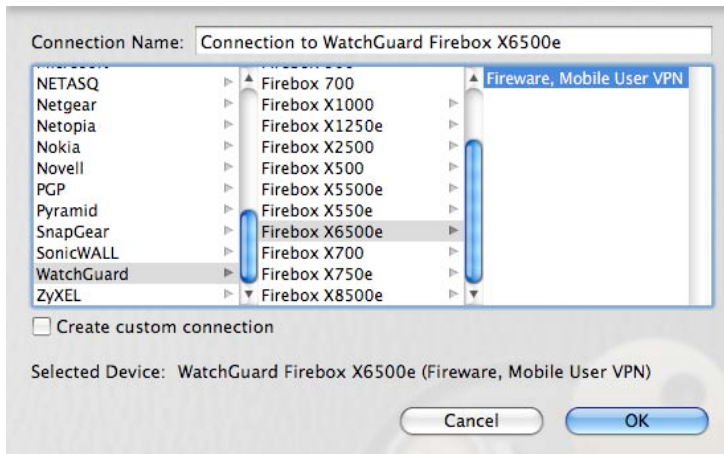 Connection Name: Connection to WatchGuard Firebox X6500e
NETASQ
Netgear
Netopia
Nokia
Novell
PGP
Pyramid
SnapGear
SonicWALL
WatchGuard
ZyXEL
Firebox 700
Firebox X1000
Firebox X1250e
Firebox X2500
Firebox X500
Firebox X5500e
Firebox X550e
Firebox X6500e
Firebox X700
Firebox X750e
Firebox X8500e
Fireware, Mobile User VPN
Create custom connection
Selected Device: WatchGuard Firebox X6500e (Fireware, Mobile User VPN)
Cancel OK